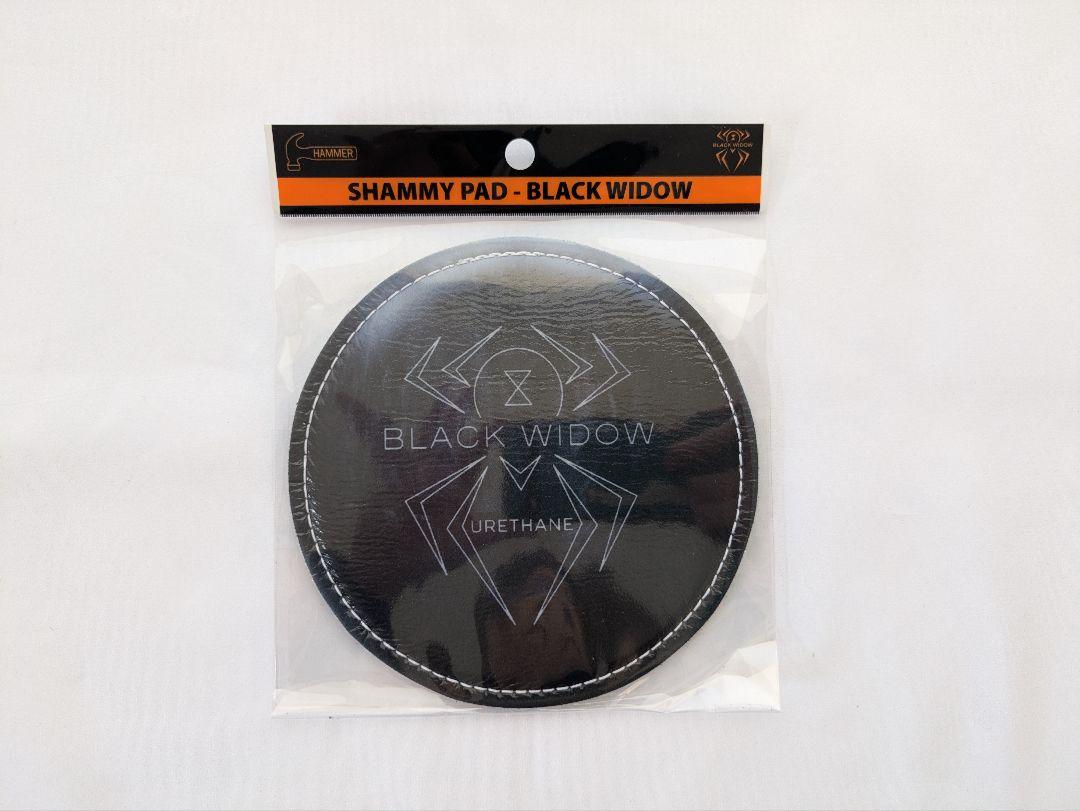 HAMMER
BLACK WIDOW
SHAMMY PAD - BLACK WIDOW
BLACK WIDOW
URETHANE